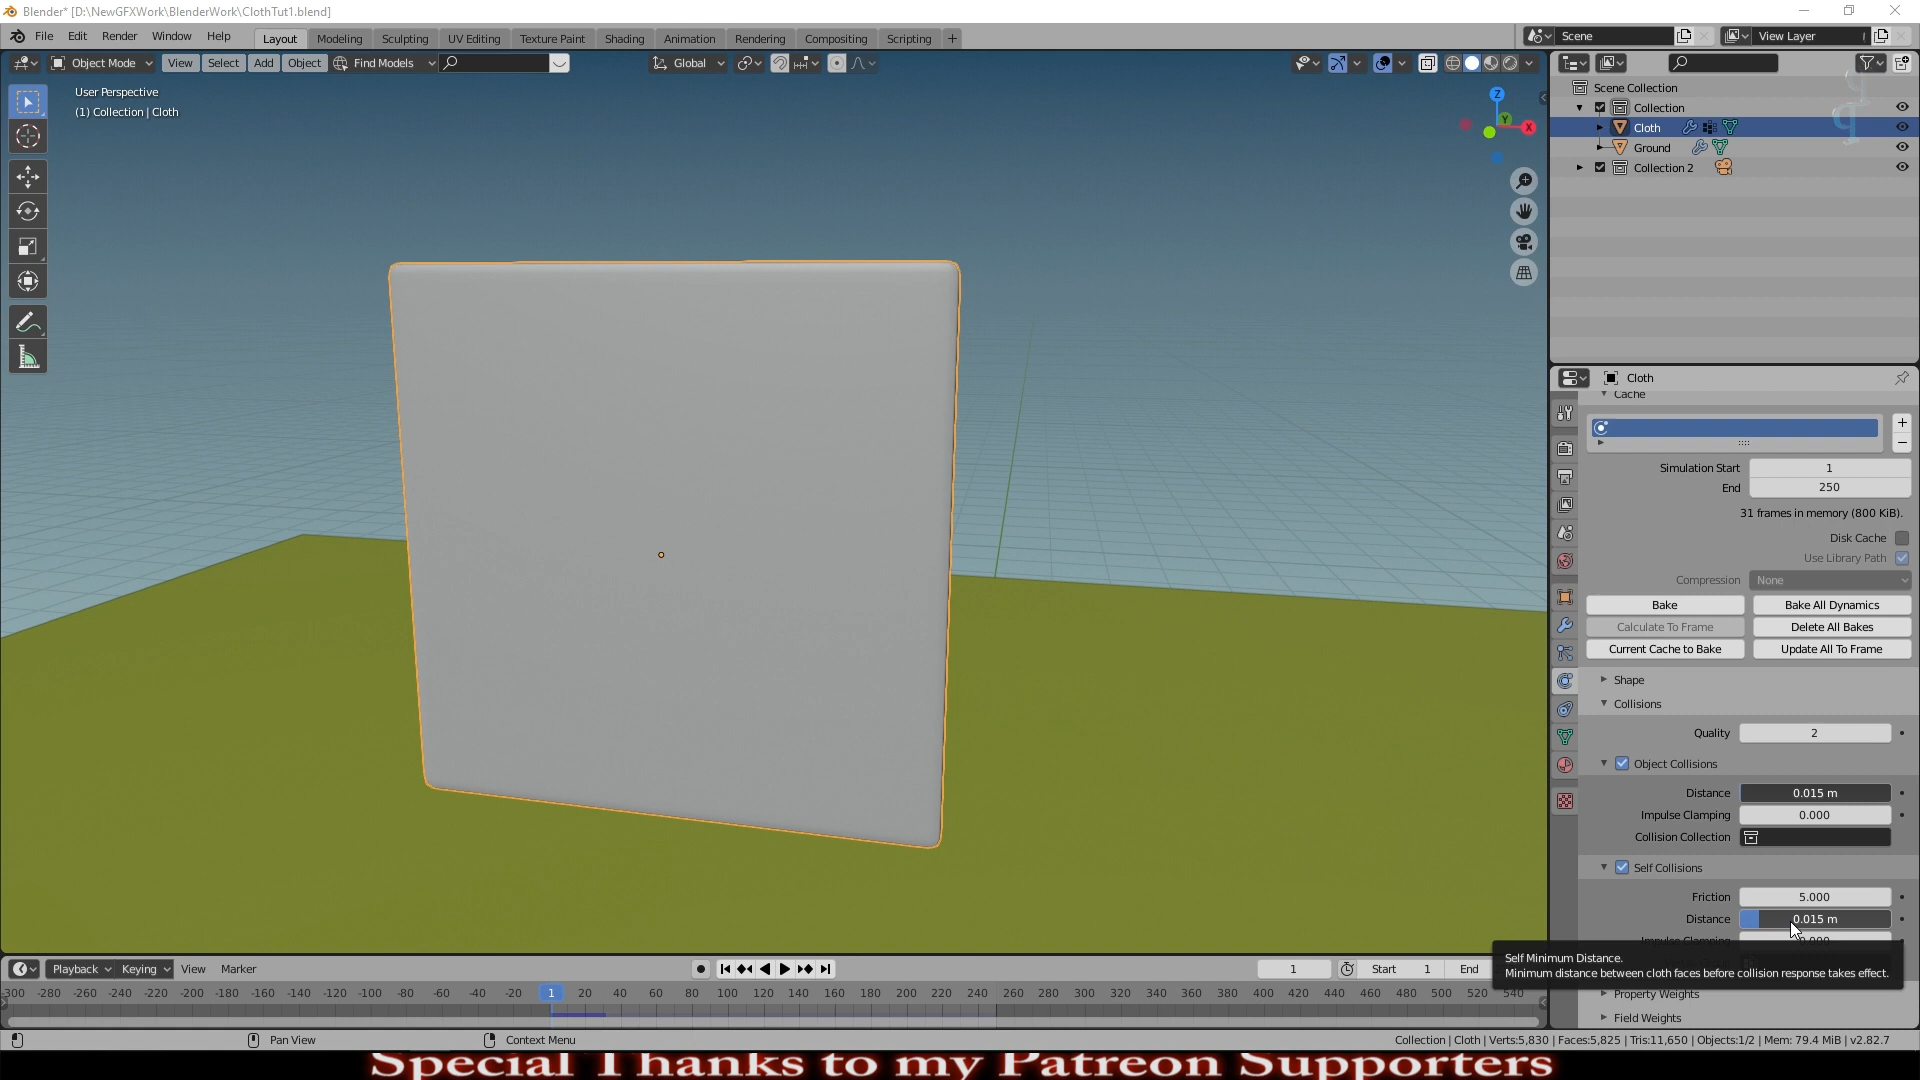 Blender* [D:\NewGFXWork\BlenderWork\ClothTut1.blend]
File Edit Render Window Help Layout Modeling Sculpting UV Editing Texture Paint Shading Animation Rendering Compositing Scripting + Scene View Layer
Object Mode View Select Add Object Find Models Global
User Perspective
(1) Collection | Cloth
Z
Y
X
Scene Collection
Collection
Cloth
Ground
Collection 2
Cloth
Cache
Simulation Start 1
End 250
31 frames in memory (800 KiB).
Disk Cache
Use Library Path
Compression None
Bake Bake All Dynamics
Calculate To Frame Delete All Bakes
Current Cache to Bake Update All To Frame
Shape
Collisions
Quality 2
Object Collisions
Distance 0.015 m
Impulse Clamping 0.000
Collision Collection
Self Collisions
Friction 5.000
Distance 0.015 m
Impulse Clamping 0.000
Self Minimum Distance.
Minimum distance between cloth faces before collision response takes effect.
Property Weights
Field Weights
Playback Keying View Marker 1 Start 1 End
-300 -280 -260 -240 -220 -200 -180 -160 -140 -120 -100 -80 -60 -40 -20 1 20 40 60 80 100 120 140 160 180 200 220 240 260 280 300 320 340 360 380 400 420 440 460 480 500 520 540
Pan View Context Menu Collection | Cloth | Verts:5,830 | Faces:5,825 | Tris:11,650 | Objects:1/2 | Mem: 79.4 MiB | v2.82.7
Special Thanks to my Patreon Supporters